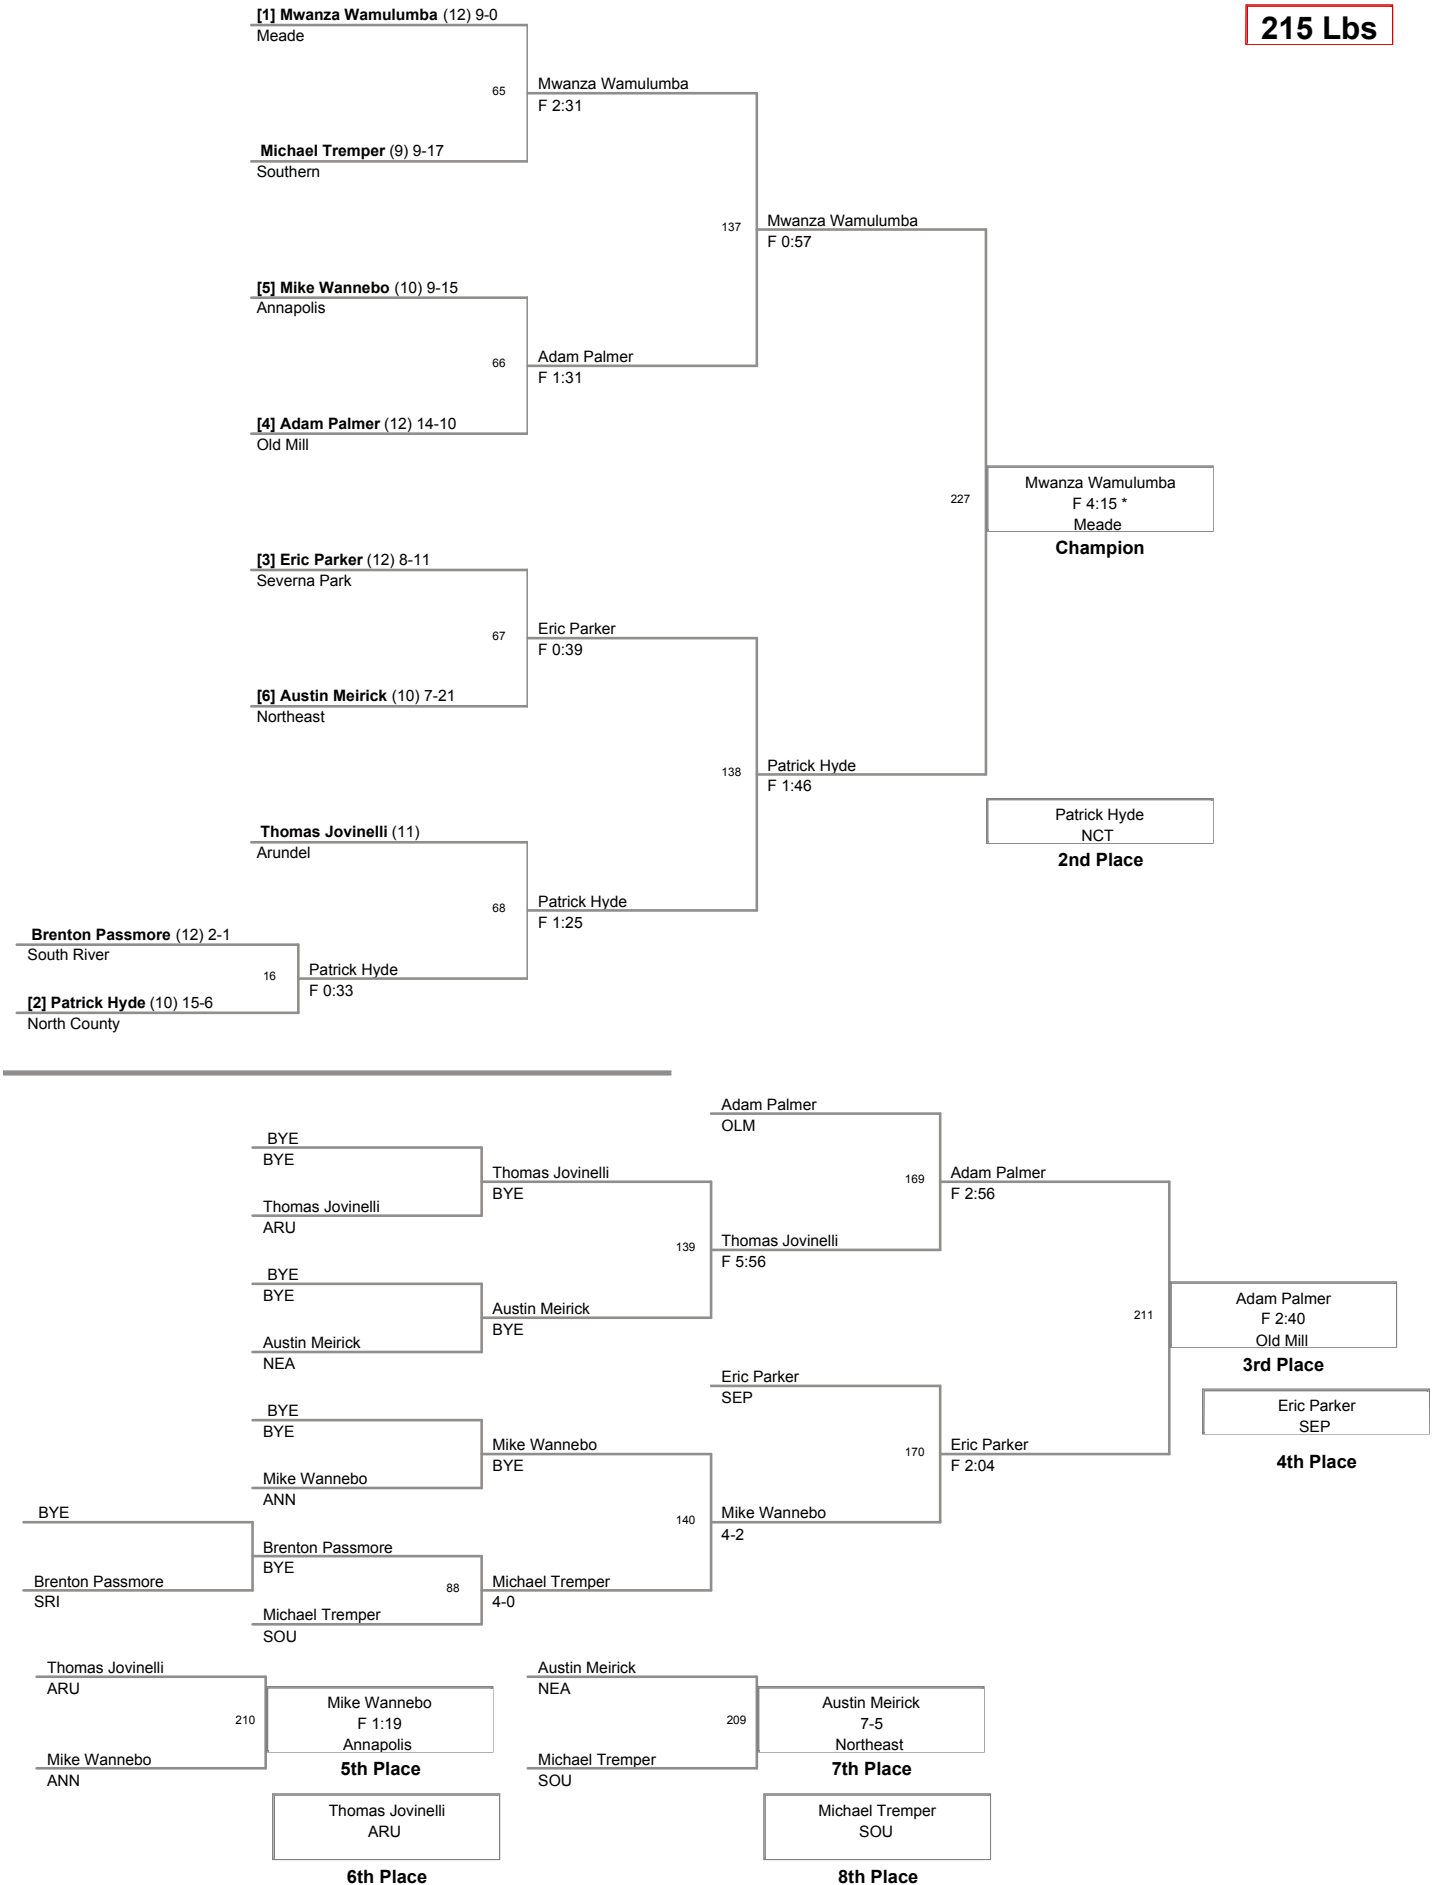 215 Lbs
[1] Mwanza Wamulumba (12) 9-0
Meade
65
Mwanza Wamulumba
F 2:31
Michael Tremper (9) 9-17
Southern
137
Mwanza Wamulumba
F 0:57
[5] Mike Wannebo (10) 9-15
Annapolis
66
Adam Palmer
F 1:31
[4] Adam Palmer (12) 14-10
Old Mill
227
Mwanza Wamulumba
F 4:15 *
Meade
Champion
[3] Eric Parker (12) 8-11
Severna Park
67
Eric Parker
F 0:39
[6] Austin Meirick (10) 7-21
Northeast
138
Patrick Hyde
F 1:46
Patrick Hyde
NCT
2nd Place
Thomas Jovinelli (11)
Arundel
68
Patrick Hyde
F 1:25
Brenton Passmore (12) 2-1
South River
16
Patrick Hyde
F 0:33
[2] Patrick Hyde (10) 15-6
North County
Adam Palmer
OLM
BYE
BYE
Thomas Jovinelli
BYE
169
Adam Palmer
F 2:56
Thomas Jovinelli
ARU
139
Thomas Jovinelli
F 5:56
BYE
BYE
Austin Meirick
BYE
211
Adam Palmer
F 2:40
Old Mill
3rd Place
Austin Meirick
NEA
Eric Parker
SEP
Eric Parker
SEP
4th Place
BYE
BYE
Mike Wannebo
BYE
170
Eric Parker
F 2:04
Mike Wannebo
ANN
BYE
140
Mike Wannebo
4-2
Brenton Passmore
BYE
Brenton Passmore
SRI
88
Michael Tremper
4-0
Michael Tremper
SOU
Thomas Jovinelli
ARU
210
Mike Wannebo
F 1:19
Annapolis
5th Place
Mike Wannebo
ANN
Thomas Jovinelli
ARU
6th Place
Austin Meirick
NEA
209
Austin Meirick
7-5
Northeast
7th Place
Michael Tremper
SOU
Michael Tremper
SOU
8th Place